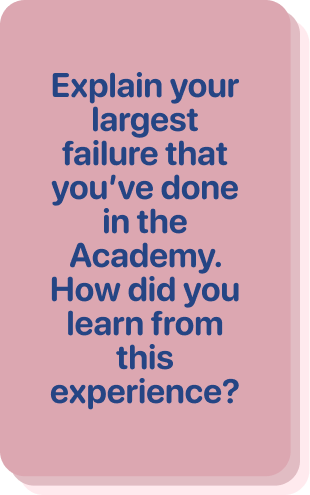 Explain your
largest
failure that
you’ve done
in the
Academy.
How did you
learn from
this
experience?